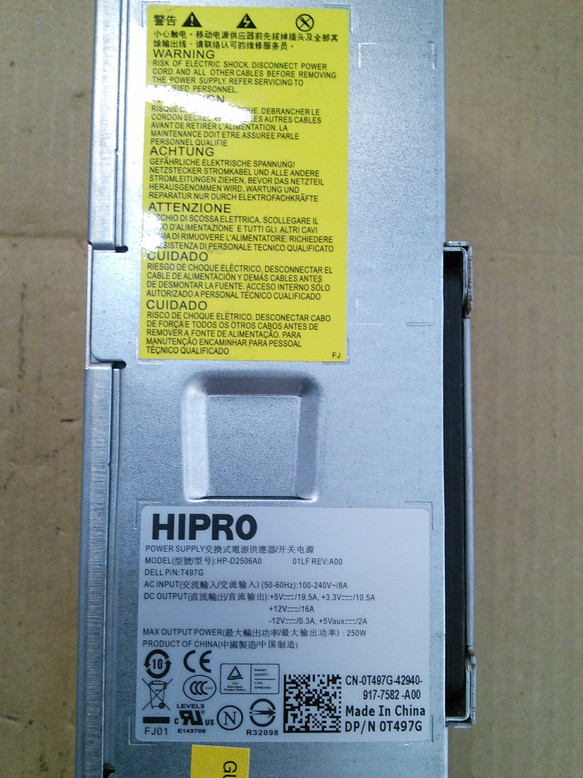 警告
小心触电。移动电源供应器前先拔掉插头及全部其
馀输出线。请联络认可的维修服务员。
WARNING
RISK OF ELECTRIC SHOCK. DISCONNECT POWER
CORD AND ALL OTHER CABLES BEFORE REMOVING
THE POWER SUPPLY. REFER SERVICING TO
PERSONNEL.
RISQUE DEBRANCHER LE
CORDON AUTRES CABLES
AVANT DE RETIRER L'ALIMENTATION. LA
MAINTENANCE DOIT ETRE ASSUREE PARLE
PERSONNEL QUALIFIE
ACHTUNG
GEFÄHRLICHE ELEKTRISCHE SPANNUNG!
NETZSTECKER STROMKABEL UND ALLE ANDERE
STROMLEITUNGEN ZIEHEN, BEVOR DAS NETZTEIL
HERAUSGENOMMEN WIRD, WARTUNG UND
REPARATUR NUR DURCH ELEKTROFACHKRÄFTE
ATTENZIONE
DI SCOSSA ELETTRICA. SCOLLEGARE IL
D'ALIMENTAZIONE E TUTTI GLI ALTRI CAVI
DI RIMUOVERE L'ALIMENTATORE. RICHIEDERE
DI PERSONALE TECNICO QUALIFICATO
CUIDADO
RIESGO DE CHOQUE ELÉCTRICO, DESCONECTAR EL
CABLE DE ALIMENTACIÓN Y DEMÁS CABLES ANTES
DE DESMONTAR LA FUENTE. ACCESO INTERNO SÓLO
AUTORIZADO A PERSONAL TÉCNICO CUALIFICADO
CUIDADO
RISCO DE CHOQUE ELÉTRICO. DESCONECTAR CABO
DE FORÇA E TODOS OS OTROS CABOS ANTES DE
REMOVER A FONTE DE ALIMENTAÇÃO. PARA
MANUTENÇÃO ENCAMINHAR PARA PESSOAL
TÉCNICO QUALIFICADO
FJ
HIPRO
POWER SUPPLY交換式電源供應器/开关电源
MODEL(型號/型号):HP-D2506A0 01LF REV:A00
DELL P/N:T497G
AC INPUT(交流輸入/交流输入) (50-60Hz):100-240V~/8A
DC OUTPUT(直流輸出/直流输出):+5V⎓/19.5A, +3.3V⎓/10.5A
+12V⎓/16A
-12V⎓/0.3A, +5Vaux⎓/2A
MAX OUTPUT POWER(最大輸出功率/最大输出功率):250W
PRODUCT OF CHINA(中國製造/中国制造)
10 CE
CCC
LEVEL3
c UL us N
FJ01 E143709 R32098
CN-0T497G-42940-
917-7582 -A00
Made In China
DP/N 0T497G